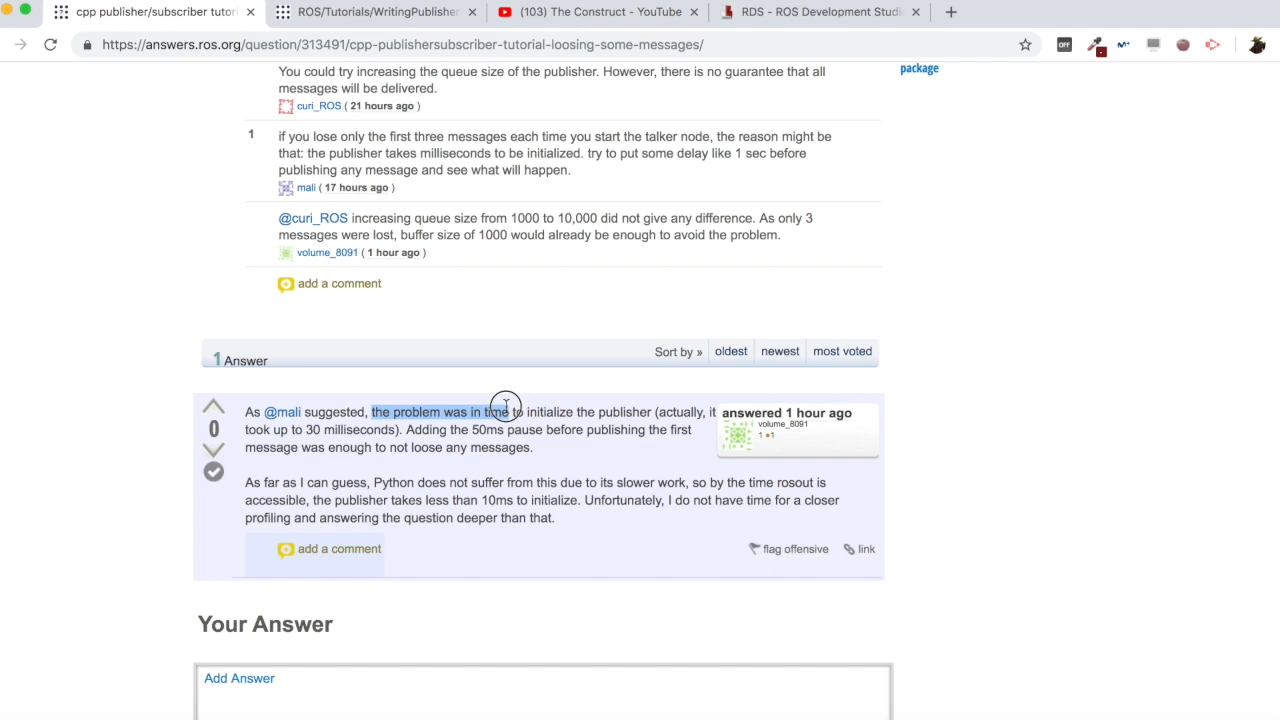 cpp publisher/subscriber tutori
ROS/Tutorials/WritingPublisher
(103) The Construct - YouTube
RDS - ROS Development Studi
https://answers.ros.org/question/313491/cpp-publishersubscriber-tutorial-loosing-some-messages/
OFF
package
You could try increasing the queue size of the publisher. However, there is no guarantee that all
messages will be delivered.
curi_ROS ( 21 hours ago )
1
if you lose only the first three messages each time you start the talker node, the reason might be
that: the publisher takes milliseconds to be initialized. try to put some delay like 1 sec before
publishing any message and see what will happen.
mali ( 17 hours ago )
@curi_ROS increasing queue size from 1000 to 10,000 did not give any difference. As only 3
messages were lost, buffer size of 1000 would already be enough to avoid the problem.
volume_8091 ( 1 hour ago )
add a comment
1 Answer
Sort by » oldest newest most voted
As @mali suggested, the problem was in time to initialize the publisher (actually, it
took up to 30 milliseconds). Adding the 50ms pause before publishing the first
message was enough to not loose any messages.
0
answered 1 hour ago
volume_8091
1 ●1
As far as I can guess, Python does not suffer from this due to its slower work, so by the time rosout is
accessible, the publisher takes less than 10ms to initialize. Unfortunately, I do not have time for a closer
profiling and answering the question deeper than that.
add a comment
flag offensive link
Your Answer
Add Answer